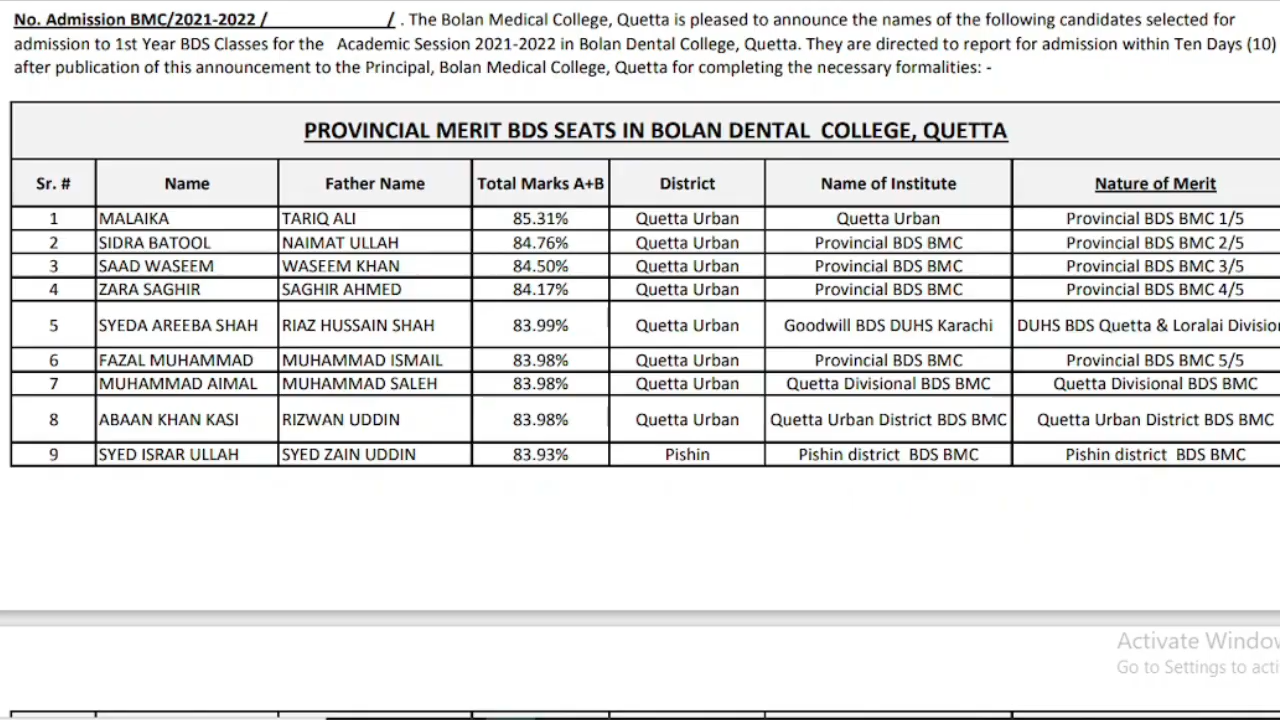 No. Admission BMC/2021-2022 /____________/ . The Bolan Medical College, Quetta is pleased to announce the names of the following candidates selected for
admission to 1st Year BDS Classes for the Academic Session 2021-2022 in Bolan Dental College, Quetta. They are directed to report for admission within Ten Days (10)
after publication of this announcement to the Principal, Bolan Medical College, Quetta for completing the necessary formalities: -
PROVINCIAL MERIT BDS SEATS IN BOLAN DENTAL COLLEGE, QUETTA
Sr. # Name Father Name Total Marks A+B District Name of Institute Nature of Merit
1 MALAIKA TARIQ ALI 85.31% Quetta Urban Quetta Urban Provincial BDS BMC 1/5
2 SIDRA BATOOL NAIMAT ULLAH 84.76% Quetta Urban Provincial BDS BMC Provincial BDS BMC 2/5
3 SAAD WASEEM WASEEM KHAN 84.50% Quetta Urban Provincial BDS BMC Provincial BDS BMC 3/5
4 ZARA SAGHIR SAGHIR AHMED 84.17% Quetta Urban Provincial BDS BMC Provincial BDS BMC 4/5
5 SYEDA AREEBA SHAH RIAZ HUSSAIN SHAH 83.99% Quetta Urban Goodwill BDS DUHS Karachi DUHS BDS Quetta & Loralai Divisio
6 FAZAL MUHAMMAD MUHAMMAD ISMAIL 83.98% Quetta Urban Provincial BDS BMC Provincial BDS BMC 5/5
7 MUHAMMAD AIMAL MUHAMMAD SALEH 83.98% Quetta Urban Quetta Divisional BDS BMC Quetta Divisional BDS BMC
8 ABAAN KHAN KASI RIZWAN UDDIN 83.98% Quetta Urban Quetta Urban District BDS BMC Quetta Urban District BDS BMC
9 SYED ISRAR ULLAH SYED ZAIN UDDIN 83.93% Pishin Pishin district BDS BMC Pishin district BDS BMC
Activate Window
Go to Settings to acti